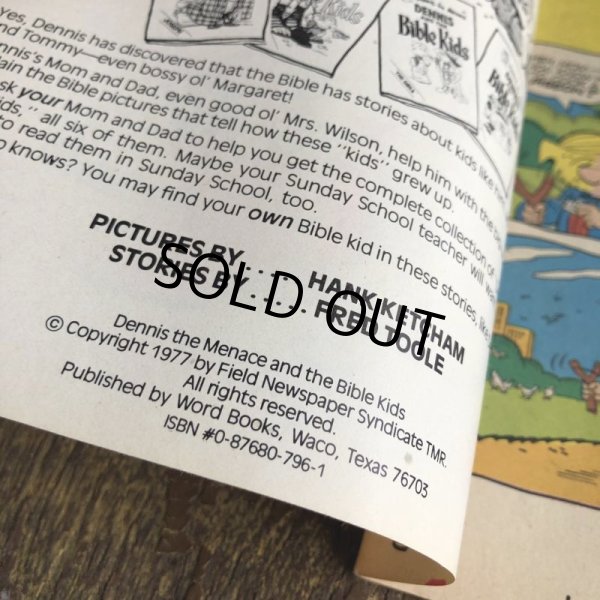 DENNIS
Bible Kids
Yes, Dennis has discovered that the Bible has stories about kids like
and Tommy—even bossy ol' Margaret!
Dennis's Mom and Dad, even good ol' Mrs. Wilson, help him with the
the Bible pictures that tell how these "kids" grew up.
Ask your Mom and Dad to help you get the complete collection of
Kids," all six of them. Maybe your Sunday School teacher will
to read them in Sunday School, too.
knows? You may find your own Bible kid in these stories,
PICTURES BY . . . . HANK KETCHAM
STORIES BY . . . . FRED TOOLE
SOLD OUT
Dennis the Menace and the Bible Kids
© Copyright 1977 by Field Newspaper Syndicate TMR.
All rights reserved.
Published by Word Books, Waco, Texas 76703
ISBN #0-87680-796-1